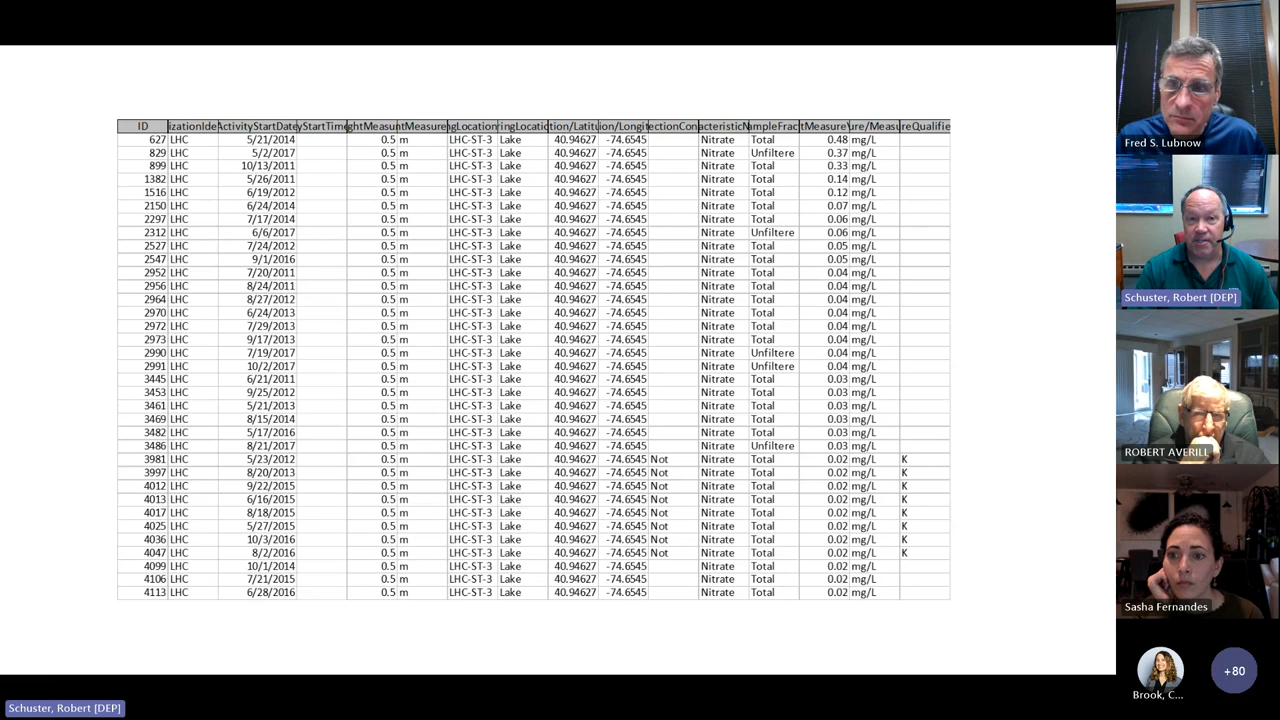 ID izationIde ActivityStartDate yStartTime ghtMeasur htMeasure ngLocation ringLocatio tion/Latitu ion/Longit ectionCon acteristicN ampleFrac tMeasureV ure/Measu reQualifie
627 LHC 5/21/2014 0.5 m LHC-ST-3 Lake 40.94627 -74.6545 Nitrate Total 0.48 mg/L
829 LHC 5/2/2017 0.5 m LHC-ST-3 Lake 40.94627 -74.6545 Nitrate Unfiltere 0.37 mg/L
899 LHC 10/13/2011 0.5 m LHC-ST-3 Lake 40.94627 -74.6545 Nitrate Total 0.33 mg/L
1382 LHC 5/26/2011 0.5 m LHC-ST-3 Lake 40.94627 -74.6545 Nitrate Total 0.14 mg/L
1516 LHC 6/19/2012 0.5 m LHC-ST-3 Lake 40.94627 -74.6545 Nitrate Total 0.12 mg/L
2150 LHC 6/24/2014 0.5 m LHC-ST-3 Lake 40.94627 -74.6545 Nitrate Total 0.07 mg/L
2297 LHC 7/17/2014 0.5 m LHC-ST-3 Lake 40.94627 -74.6545 Nitrate Total 0.06 mg/L
2312 LHC 6/6/2017 0.5 m LHC-ST-3 Lake 40.94627 -74.6545 Nitrate Unfiltere 0.06 mg/L
2527 LHC 7/24/2012 0.5 m LHC-ST-3 Lake 40.94627 -74.6545 Nitrate Total 0.05 mg/L
2547 LHC 9/1/2016 0.5 m LHC-ST-3 Lake 40.94627 -74.6545 Nitrate Total 0.05 mg/L
2952 LHC 7/20/2011 0.5 m LHC-ST-3 Lake 40.94627 -74.6545 Nitrate Total 0.04 mg/L
2956 LHC 8/24/2011 0.5 m LHC-ST-3 Lake 40.94627 -74.6545 Nitrate Total 0.04 mg/L
2964 LHC 8/27/2012 0.5 m LHC-ST-3 Lake 40.94627 -74.6545 Nitrate Total 0.04 mg/L
2970 LHC 6/24/2013 0.5 m LHC-ST-3 Lake 40.94627 -74.6545 Nitrate Total 0.04 mg/L
2972 LHC 7/29/2013 0.5 m LHC-ST-3 Lake 40.94627 -74.6545 Nitrate Total 0.04 mg/L
2973 LHC 9/17/2013 0.5 m LHC-ST-3 Lake 40.94627 -74.6545 Nitrate Total 0.04 mg/L
2990 LHC 7/19/2017 0.5 m LHC-ST-3 Lake 40.94627 -74.6545 Nitrate Unfiltere 0.04 mg/L
2991 LHC 10/2/2017 0.5 m LHC-ST-3 Lake 40.94627 -74.6545 Nitrate Unfiltere 0.04 mg/L
3445 LHC 6/21/2011 0.5 m LHC-ST-3 Lake 40.94627 -74.6545 Nitrate Total 0.03 mg/L
3453 LHC 9/25/2012 0.5 m LHC-ST-3 Lake 40.94627 -74.6545 Nitrate Total 0.03 mg/L
3461 LHC 5/21/2013 0.5 m LHC-ST-3 Lake 40.94627 -74.6545 Nitrate Total 0.03 mg/L
3469 LHC 8/15/2014 0.5 m LHC-ST-3 Lake 40.94627 -74.6545 Nitrate Total 0.03 mg/L
3482 LHC 5/17/2016 0.5 m LHC-ST-3 Lake 40.94627 -74.6545 Nitrate Total 0.03 mg/L
3486 LHC 8/21/2017 0.5 m LHC-ST-3 Lake 40.94627 -74.6545 Nitrate Unfiltere 0.03 mg/L
3981 LHC 5/23/2012 0.5 m LHC-ST-3 Lake 40.94627 -74.6545 Not Nitrate Total 0.02 mg/L K
3997 LHC 8/20/2013 0.5 m LHC-ST-3 Lake 40.94627 -74.6545 Not Nitrate Total 0.02 mg/L K
4012 LHC 9/22/2015 0.5 m LHC-ST-3 Lake 40.94627 -74.6545 Not Nitrate Total 0.02 mg/L K
4013 LHC 6/16/2015 0.5 m LHC-ST-3 Lake 40.94627 -74.6545 Not Nitrate Total 0.02 mg/L K
4017 LHC 8/18/2015 0.5 m LHC-ST-3 Lake 40.94627 -74.6545 Not Nitrate Total 0.02 mg/L K
4025 LHC 5/27/2015 0.5 m LHC-ST-3 Lake 40.94627 -74.6545 Not Nitrate Total 0.02 mg/L K
4036 LHC 10/3/2016 0.5 m LHC-ST-3 Lake 40.94627 -74.6545 Not Nitrate Total 0.02 mg/L K
4047 LHC 8/2/2016 0.5 m LHC-ST-3 Lake 40.94627 -74.6545 Not Nitrate Total 0.02 mg/L K
4099 LHC 10/1/2014 0.5 m LHC-ST-3 Lake 40.94627 -74.6545 Nitrate Total 0.02 mg/L
4106 LHC 7/21/2015 0.5 m LHC-ST-3 Lake 40.94627 -74.6545 Nitrate Total 0.02 mg/L
4113 LHC 6/28/2016 0.5 m LHC-ST-3 Lake 40.94627 -74.6545 Nitrate Total 0.02 mg/L
Fred S. Lubnow
Schuster, Robert [DEP]
ROBERT AVERILL
Sasha Fernandes
Brook, C...
+80
Schuster, Robert [DEP]